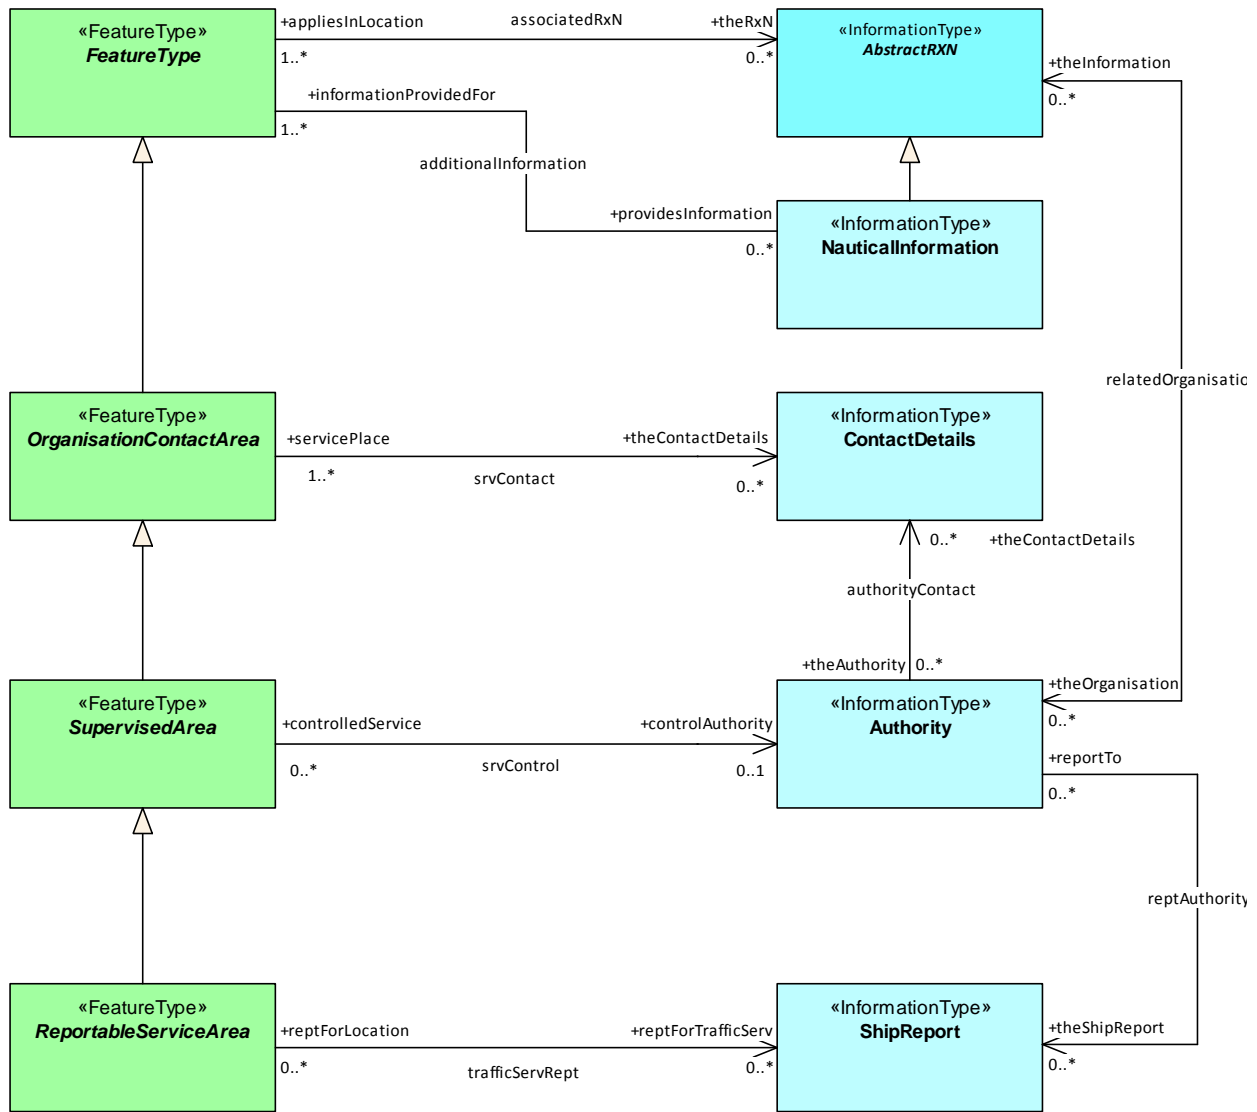 «FeatureType»
FeatureType
+appliesInLocation
associatedRxN
+theRxN
1..*
0..*
«InformationType»
AbstractRXN
+theInformation
0..*
+informationProvidedFor
1..*
additionalInformation
+providesInformation
0..*
«InformationType»
NauticalInformation
relatedOrganisatio
«FeatureType»
OrganisationContactArea
+servicePlace
+theContactDetails
1..*
srvContact
0..*
«InformationType»
ContactDetails
0..*
+theContactDetails
authorityContact
+theAuthority
0..*
«FeatureType»
SupervisedArea
+controlledService
+controlAuthority
0..*
srvControl
0..1
«InformationType»
Authority
+theOrganisation
0..*
+reportTo
0..*
reptAuthority
«FeatureType»
ReportableServiceArea
+reptForLocation
+reptForTrafficServ
0..*
trafficServRept
0..*
«InformationType»
ShipReport
+theShipReport
0..*